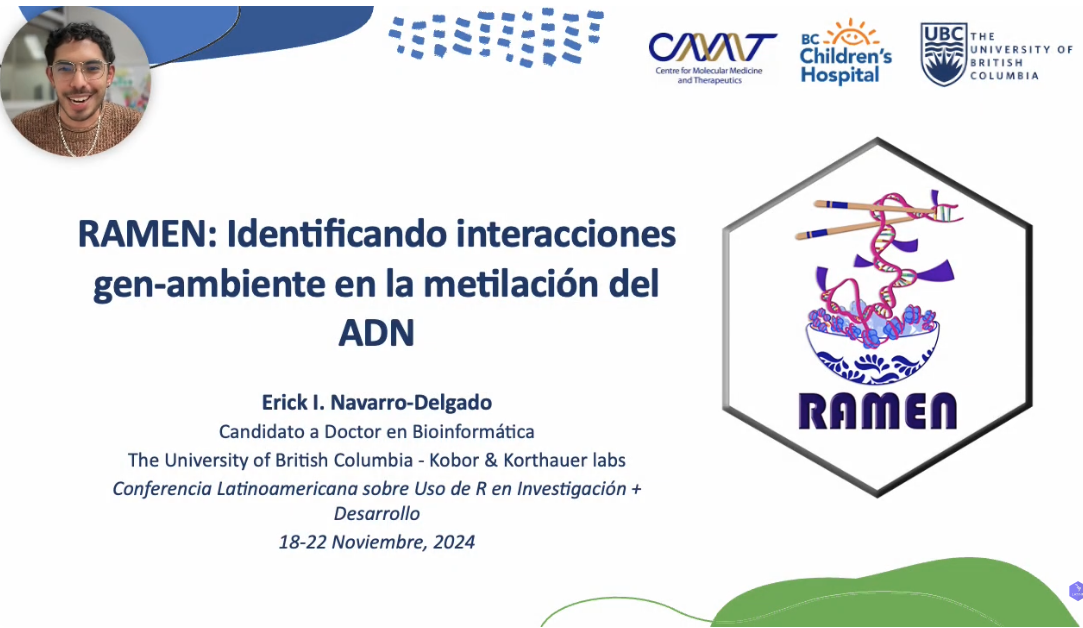 CMMT
Centre for Molecular Medicine
and Therapeutics
BC
Children's
Hospital
UBC
THE
UNIVERSITY OF
BRITISH
COLUMBIA
RAMEN: Identificando interacciones
gen-ambiente en la metilación del
ADN
Erick I. Navarro-Delgado
Candidato a Doctor en Bioinformática
The University of British Columbia - Kobor & Korthauer labs
Conferencia Latinoamericana sobre Uso de R en Investigación +
Desarrollo
18-22 Noviembre, 2024
RAMEN